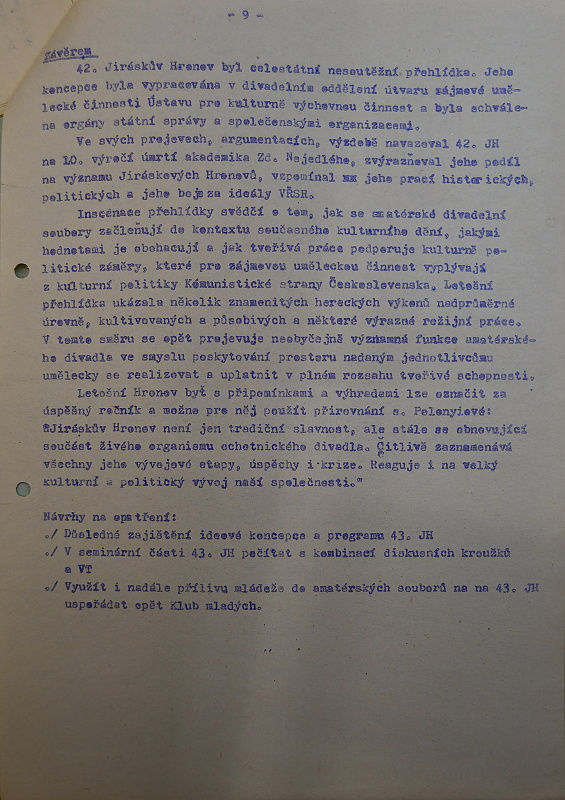 - 9 -
Závěrem
42. Jiráskův Hronov byl celostátní nesoutěžní přehlídka. Jeho
koncepce byla vypracována v divadelním oddělení útvaru zájmové umě-
lecké činnosti Ústavu pro kulturně výchovnou činnost a byla schvále-
na orgány státní správy a společenskými organizacemi.
Ve svých projevech, argumentacích, výzdobě navazoval 42. JH
na 10. výročí úmrtí akademika Zd. Nejedlého, zvýrazňoval jeho podíl
na významu Jiráskových Hronovů, vzpomínal jeho prací historických,
politických a jeho boje za ideály VŘSR.
Inscenace přehlídky svědčí o tom, jak se amatérské divadelní
soubory začleňují do kontextu současného kulturního dění, jakými
hodnotami je obohacují a jak tvořivá práce podporuje kulturně po-
litické záměry, které pro zájmovou uměleckou činnost vyplývají
z kulturní politiky Komunistické strany Československa. Letošní
přehlídka ukázala několik znamenitých hereckých výkonů nadprůměrné
úrovně, kultivovaných a působivých a některé výrazné režijní práce.
V tomto směru se opět projevuje neobyčejně významná funkce amatérské-
ho divadla ve smyslu poskytování prostoru nadaným jednotlivcům
umělecky se realizovat a uplatnit v plném rozsahu tvořivé schopnosti.
Letošní Hronov byť s připomínkami a výhradami lze označit za
úspěšný ročník a možno pro něj použít přirovnání s. Polonyiové:
"Jiráskův Hronov není jen tradiční slavnost, ale stále se obnovující
součást živého organismu ochotnického divadla. Citlivě zaznamenává
všechny jeho vývojové etapy, úspěchy i krize. Reaguje i na velký
kulturní a politický vývoj naší společnosti."
Návrhy na opatření:
./ Důsledné zajištění ideové koncepce a programu 43. JH
./ V seminární části 43. JH počítat s kombinací diskusních kroužků
a VT
./ Využít i nadále přílivu mládeže do amatérských souborů na na 43. JH
uspořádat opět Klub mladých.